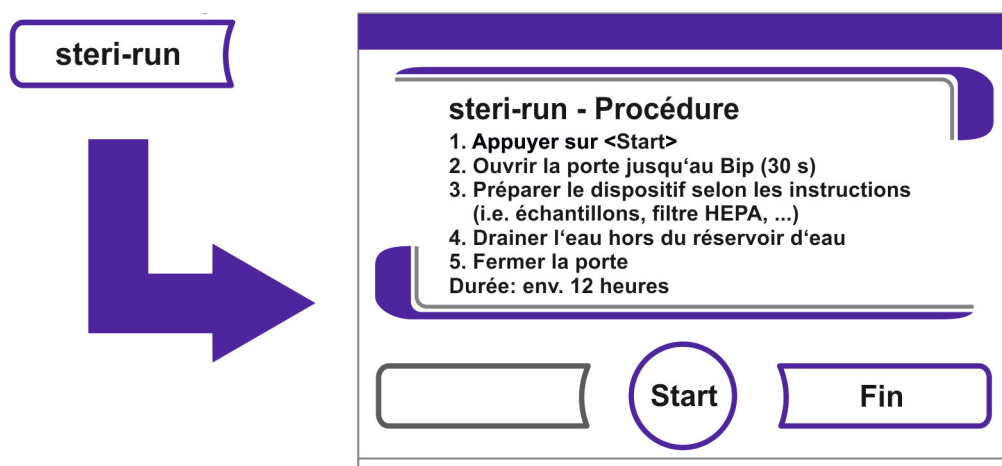 steri-run
steri-run - Procédure
1. Appuyer sur <Start>
2. Ouvrir la porte jusqu‘au Bip (30 s)
3. Préparer le dispositif selon les instructions
(i.e. échantillons, filtre HEPA, ...)
4. Drainer l‘eau hors du réservoir d‘eau
5. Fermer la porte
Durée: env. 12 heures
Start
Fin